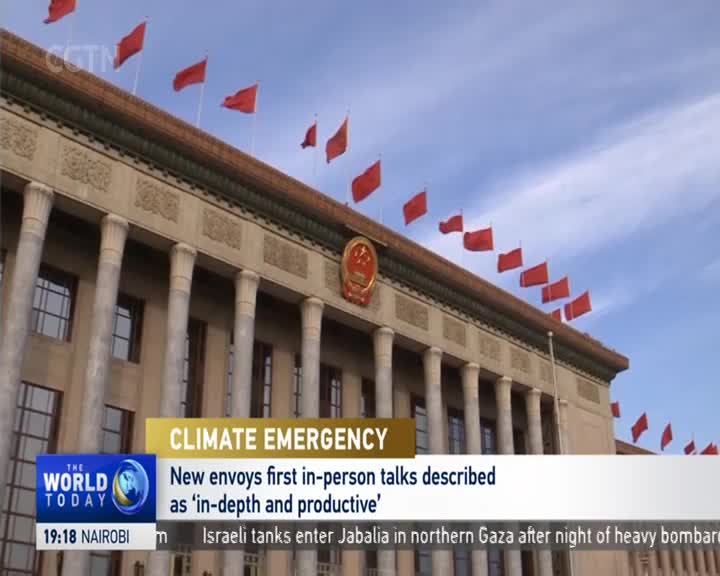 CGTN
CLIMATE EMERGENCY
New envoys first in-person talks described
as ‘in-depth and productive’
THE
WORLD
TODAY
19:18 NAIROBI
m Israeli tanks enter Jabalia in northern Gaza after night of heavy bombard